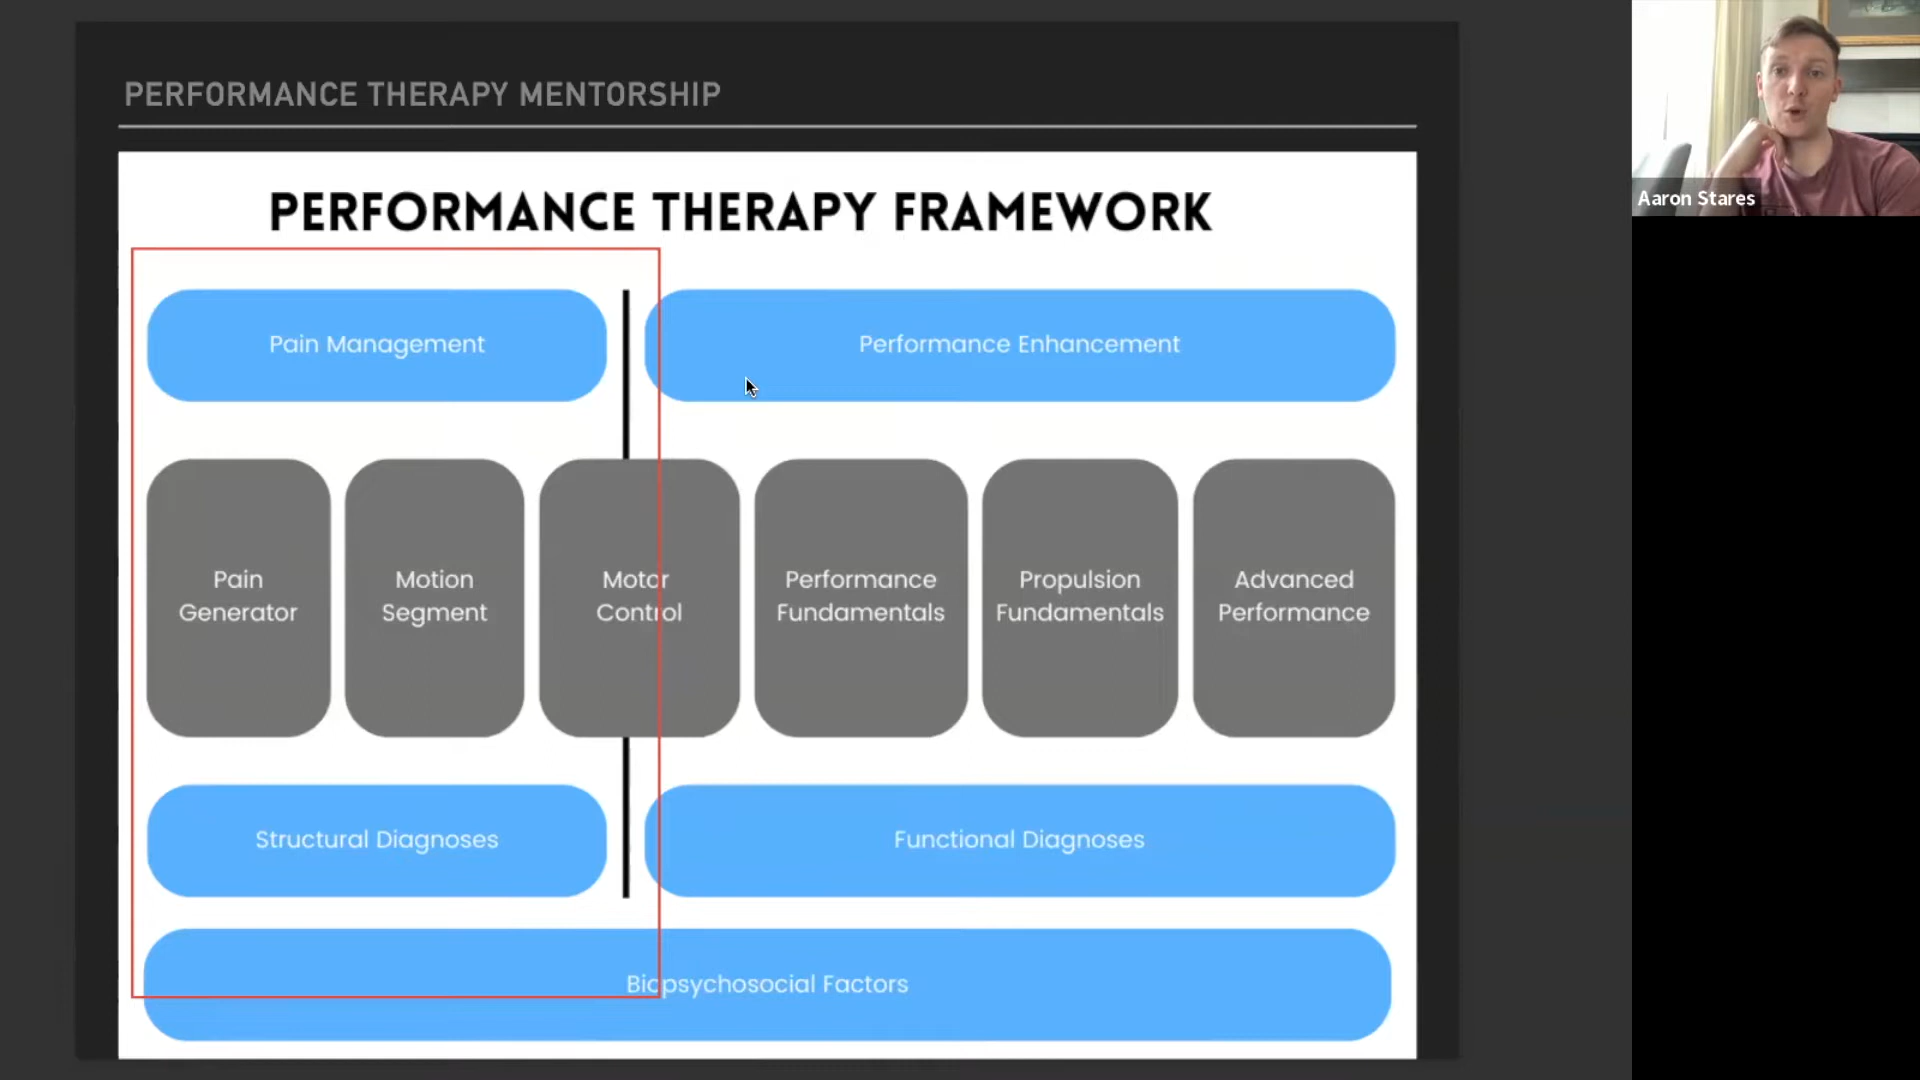 PERFORMANCE THERAPY MENTORSHIP
PERFORMANCE THERAPY FRAMEWORK
Pain Management
Performance Enhancement
Pain
Generator
Motion
Segment
Motor
Control
Performance
Fundamentals
Propulsion
Fundamentals
Advanced
Performance
Structural Diagnoses
Functional Diagnoses
Biopsychosocial Factors
Aaron Stares